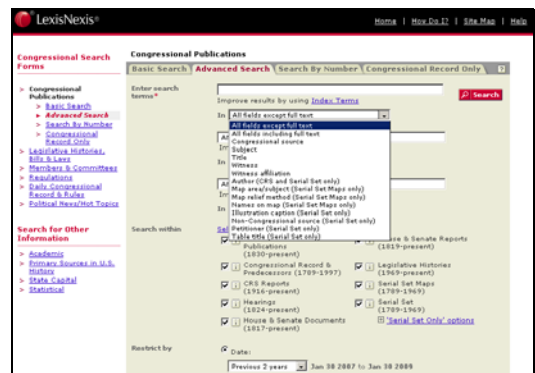 LexisNexis®
Home | How Do I? | Site Map | Help
Congressional Search Forms
> Congressional Publications
> Basic Search
> Advanced Search
> Search By Number
> Congressional Record Only
> Legislative Histories, Bills & Laws
> Members & Committees
> Regulations
> Daily Congressional Record & Rules
> Political News/Hot Topics
Search for Other Information
> Academic
> Primary Sources in U.S. History
> State Capital
> Statistical
Congressional Publications
Basic Search
Advanced Search
Search By Number
Congressional Record Only
?
Enter search terms*
Search
Improve results by using Index Terms
In All fields except full text
All fields except full text
All fields including full text
Congressional source
Subject
Title
Witness
Witness affiliation
Author (CRS and Serial Set only)
Map area/subject (Serial Set Maps only)
Map relief method (Serial Set Maps only)
Names on map (Serial Set Maps only)
Illustration caption (Serial Set only)
Non-Congressional source (Serial Set only)
Petitioner (Serial Set only)
Table title (Serial Set only)
In
In
Search within
Publications
(1830-present)
Congressional Record & Predecessors (1789-1997)
CRS Reports
(1916-present)
Hearings
(1824-present)
House & Senate Documents
(1817-present)
use & Senate Reports
(1819-present)
Legislative Histories
(1969-present)
Serial Set Maps
(1789-1969)
Serial Set
(1789-1969)
'Serial Set Only' options
Restrict by
Date:
Previous 2 years Jan 30 2007 to Jan 30 2009